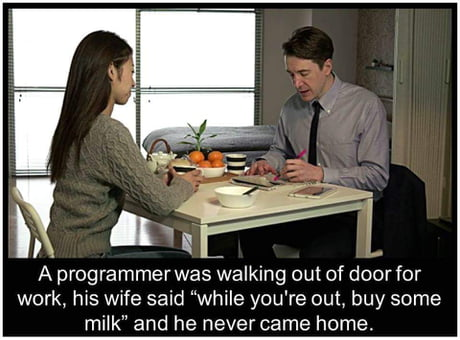 A programmer was walking out of door for
work, his wife said “while you're out, buy some
milk” and he never came home.